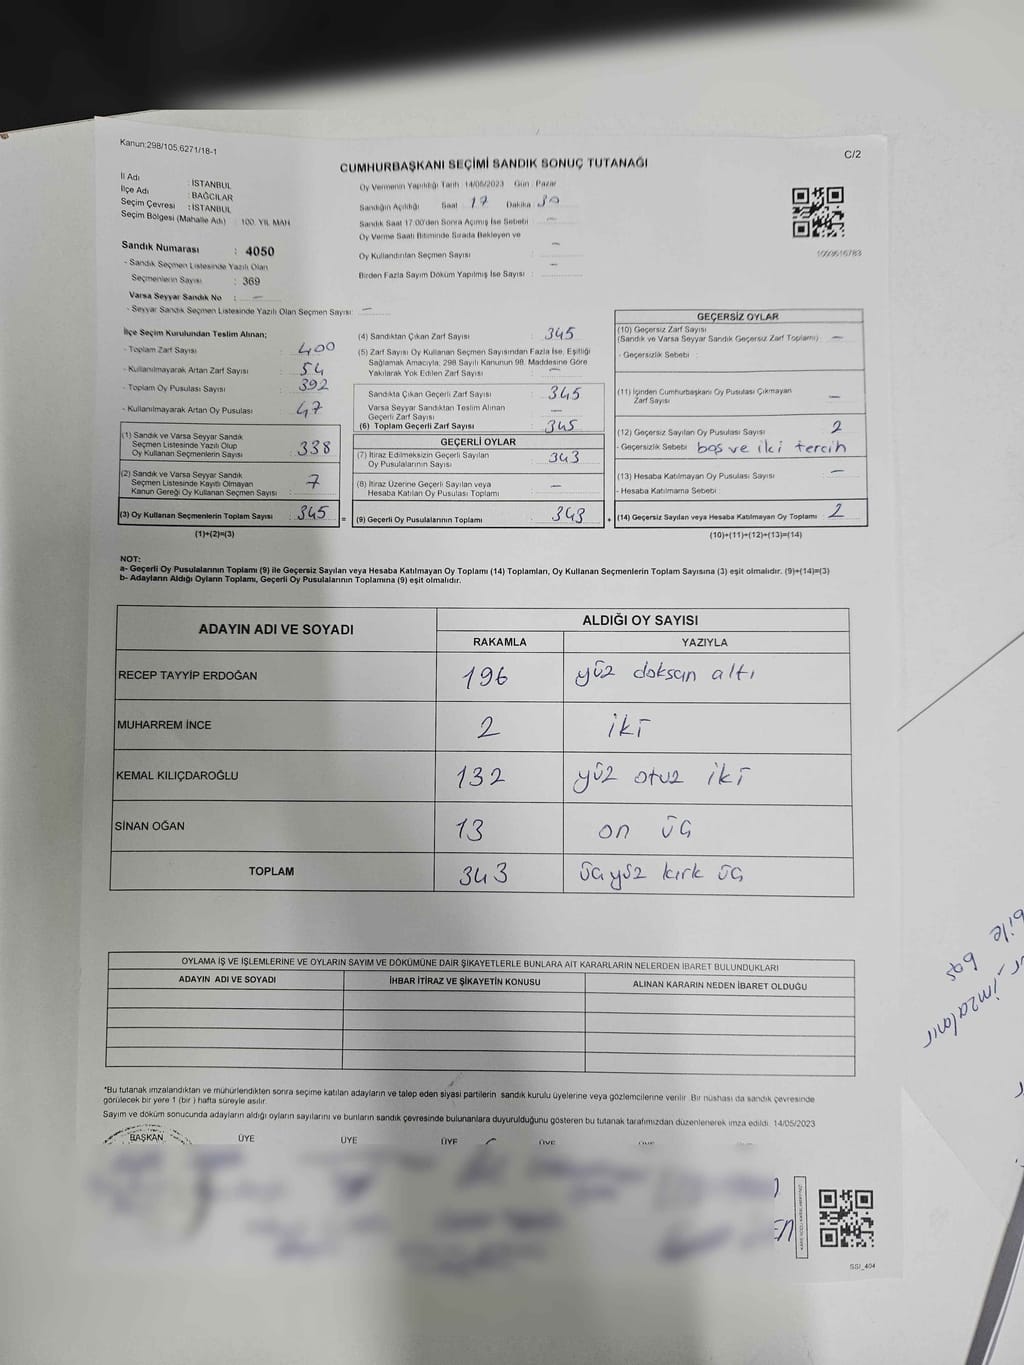 Kanun:298/105.6271/18-1
C/2
CUMHURBAŞKANI SEÇİMİ SANDIK SONUÇ TUTANAĞI
İl Adı : İSTANBUL
İlçe Adı : BAĞCILAR
Seçim Çevresi : İSTANBUL
Seçim Bölgesi (Mahalle Adı) : 100. YIL MAH
Oy Vermenin Yapıldığı Tarih 14/05/2023 Gün : Pazar
Sandığın Açıldığı Saat 17 Dakika 30
Sandık Saat 17.00'den Sonra Açımış İse Sebebi : —
Oy Verme Saati Bitiminde Sırada Bekleyen ve
Oy Kullandırılan Seçmen Sayısı : —
Birden Fazla Sayım Döküm Yapılmış İse Sayısı : —
1009616783
Sandık Numarası : 4050
- Sandık Seçmen Listesinde Yazılı Olan
Seçmenlerin Sayısı : 369
Varsa Seyyar Sandık No : —
- Seyyar Sandık Seçmen Listesinde Yazılı Olan Seçmen Sayısı: —
İlçe Seçim Kurulundan Teslim Alınan;
- Toplam Zarf Sayısı : 400
- Kullanılmayarak Artan Zarf Sayısı : 54
- Toplam Oy Pusulası Sayısı : 392
- Kullanılmayarak Artan Oy Pusulası : 47
(1) Sandık ve Varsa Seyyar Sandık
Seçmen Listesinde Yazılı Olup
Oy Kullanan Seçmenlerin Sayısı : 338
(2) Sandık ve Varsa Seyyar Sandık
Seçmen Listesinde Kayıtlı Olmayan
Kanun Gereği Oy Kullanan Seçmen Sayısı : 7
(3) Oy Kullanan Seçmenlerin Toplam Sayısı : 345
(1)+(2)=(3)
(4) Sandıktan Çıkan Zarf Sayısı : 345
(5) Zarf Sayısı Oy Kullanan Seçmen Sayısından Fazla İse, Eşitliği
Sağlamak Amacıyla, 298 Sayılı Kanunun 98. Maddesine Göre
Yakılarak Yok Edilen Zarf Sayısı : —
Sandıkta Çıkan Geçerli Zarf Sayısı : 345
Varsa Seyyar Sandıktan Teslim Alınan
Geçerli Zarf Sayısı : —
(6) Toplam Geçerli Zarf Sayısı : 345
GEÇERLİ OYLAR
(7) İtiraz Edilmeksizin Geçerli Sayılan
Oy Pusulalarının Sayısı : 343
(8) İtiraz Üzerine Geçerli Sayılan veya
Hesaba Katılan Oy Pusulası Toplamı : —
= (9) Geçerli Oy Pusulalarının Toplamı : 343
GEÇERSİZ OYLAR
(10) Geçersiz Zarf Sayısı
(Sandık ve Varsa Seyyar Sandık Geçersiz Zarf Toplamı) : —
- Geçersizlik Sebebi :
(11) İçinden Cumhurbaşkanı Oy Pusulası Çıkmayan
Zarf Sayısı : —
(12) Geçersiz Sayılan Oy Pusulası Sayısı : 2
- Geçersizlik Sebebi : boş ve iki tercih
(13) Hesaba Katılmayan Oy Pusulası Sayısı : —
- Hesaba Katılmama Sebebi :
+ (14) Geçersiz Sayılan veya Hesaba Katılmayan Oy Toplamı : 2
(10)+(11)+(12)+(13)=(14)
NOT:
a- Geçerli Oy Pusulalarının Toplamı (9) ile Geçersiz Sayılan veya Hesaba Katılmayan Oy Toplamı (14) Toplamları, Oy Kullanan Seçmenlerin Toplam Sayısına (3) eşit olmalıdır. (9)+(14)=(3)
b- Adayların Aldığı Oyların Toplamı, Geçerli Oy Pusulalarının Toplamına (9) eşit olmalıdır.
ADAYIN ADI VE SOYADI
ALDIĞI OY SAYISI
RAKAMLA YAZIYLA
RECEP TAYYİP ERDOĞAN 196 yüz doksan altı
MUHARREM İNCE 2 iki
KEMAL KILIÇDAROĞLU 132 yüz otuz iki
SİNAN OĞAN 13 on üç
TOPLAM 343 üçyüz kırk üç
OYLAMA İŞ VE İŞLEMLERİNE VE OYLARIN SAYIM VE DÖKÜMÜNE DAİR ŞİKAYETLERLE BUNLARA AİT KARARLARIN NELERDEN İBARET BULUNDUKLARI
ADAYIN ADI VE SOYADI İHBAR İTİRAZ VE ŞİKAYETİN KONUSU ALINAN KARARIN NEDEN İBARET OLDUĞU
*Bu tutanak imzalandıktan ve mühürlendikten sonra seçime katılan adayların ve talep eden siyasi partilerin sandık kurulu üyelerine veya gözlemcilerine verilir. Bir nüshası da sandık çevresinde
görülecek bir yere 1 (bir ) hafta süreyle asılır.
Sayım ve döküm sonucunda adayların aldığı oyların sayılarını ve bunların sandık çevresinde bulunanlara duyurulduğunu gösteren bu tutanak tarafımızdan düzenlenerek imza edildi. 14/05/2023
BAŞKAN ÜYE ÜYE ÜYE ÜYE
SSI_404
bile boş
imzaları